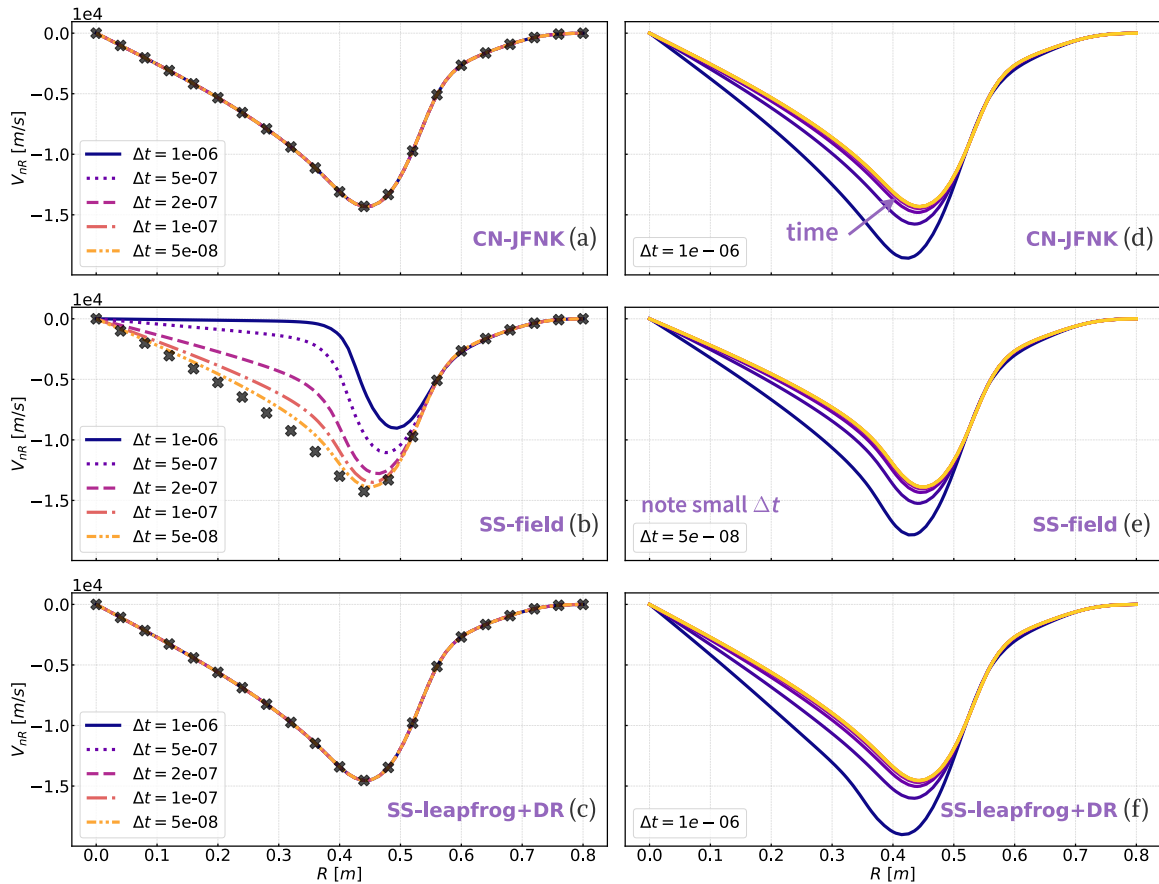 1e4
0.0
−0.5
−1.0
−1.5
V_nR [m/s]
Δt = 1e-06
Δt = 5e-07
Δt = 2e-07
Δt = 1e-07
Δt = 5e-08
CN-JFNK (a)
time
Δt = 1e − 06
CN-JFNK (d)
1e4
0.0
−0.5
−1.0
−1.5
V_nR [m/s]
Δt = 1e-06
Δt = 5e-07
Δt = 2e-07
Δt = 1e-07
Δt = 5e-08
SS-field (b)
note small Δt
Δt = 5e − 08
SS-field (e)
1e4
0.0
−0.5
−1.0
−1.5
V_nR [m/s]
Δt = 1e-06
Δt = 5e-07
Δt = 2e-07
Δt = 1e-07
Δt = 5e-08
SS-leapfrog+DR (c)
0.0 0.1 0.2 0.3 0.4 0.5 0.6 0.7 0.8
R [m]
Δt = 1e − 06
SS-leapfrog+DR (f)
0.0 0.1 0.2 0.3 0.4 0.5 0.6 0.7 0.8
R [m]